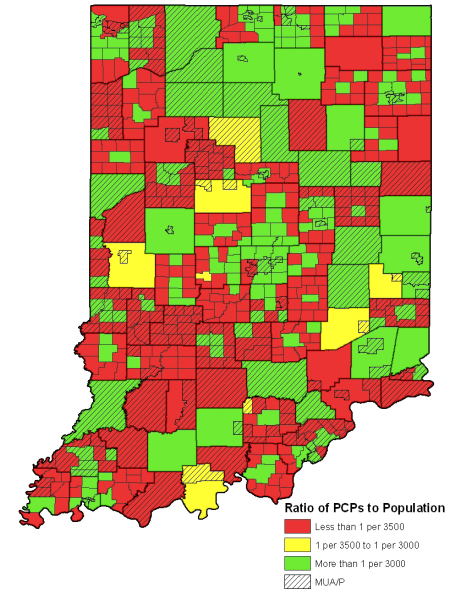 Ratio of PCPs to Population
Less than 1 per 3500
1 per 3500 to 1 per 3000
More than 1 per 3000
MUA/P